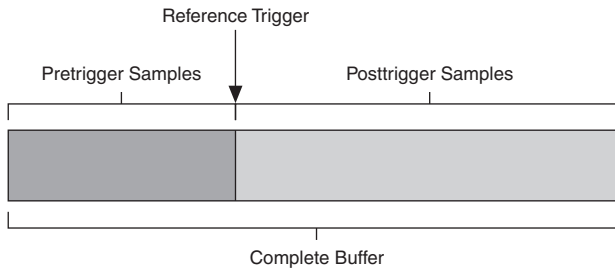 Reference Trigger
Pretrigger Samples
Posttrigger Samples
Complete Buffer